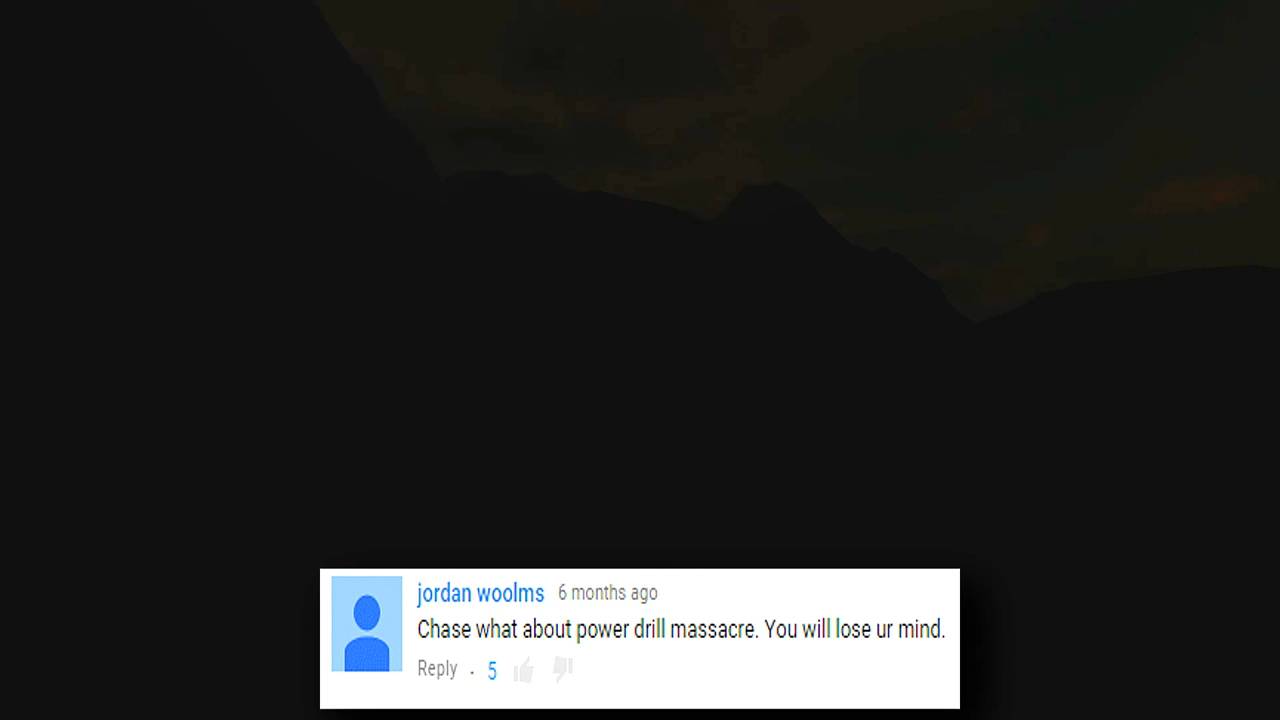 jordan woolms 6 months ago
Chase what about power drill massacre. You will lose ur mind.
Reply · 5